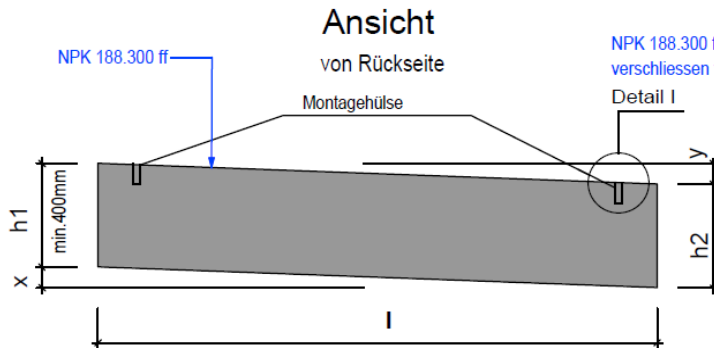 Ansicht
von Rückseite
NPK 188.300 ff
NPK 188.300 f
verschliessen
Detail I
Montagehülse
h1
min.400mm
x
y
h2
l